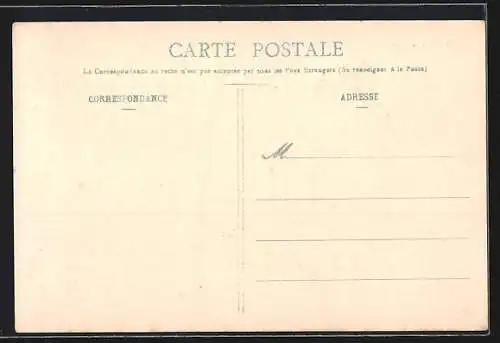 CARTE POSTALE
La Correspondance au recto n'est pas acceptée par tous les Pays Etrangers (Se renseigner à la Poste)
CORRESPONDANCE
ADRESSE
M